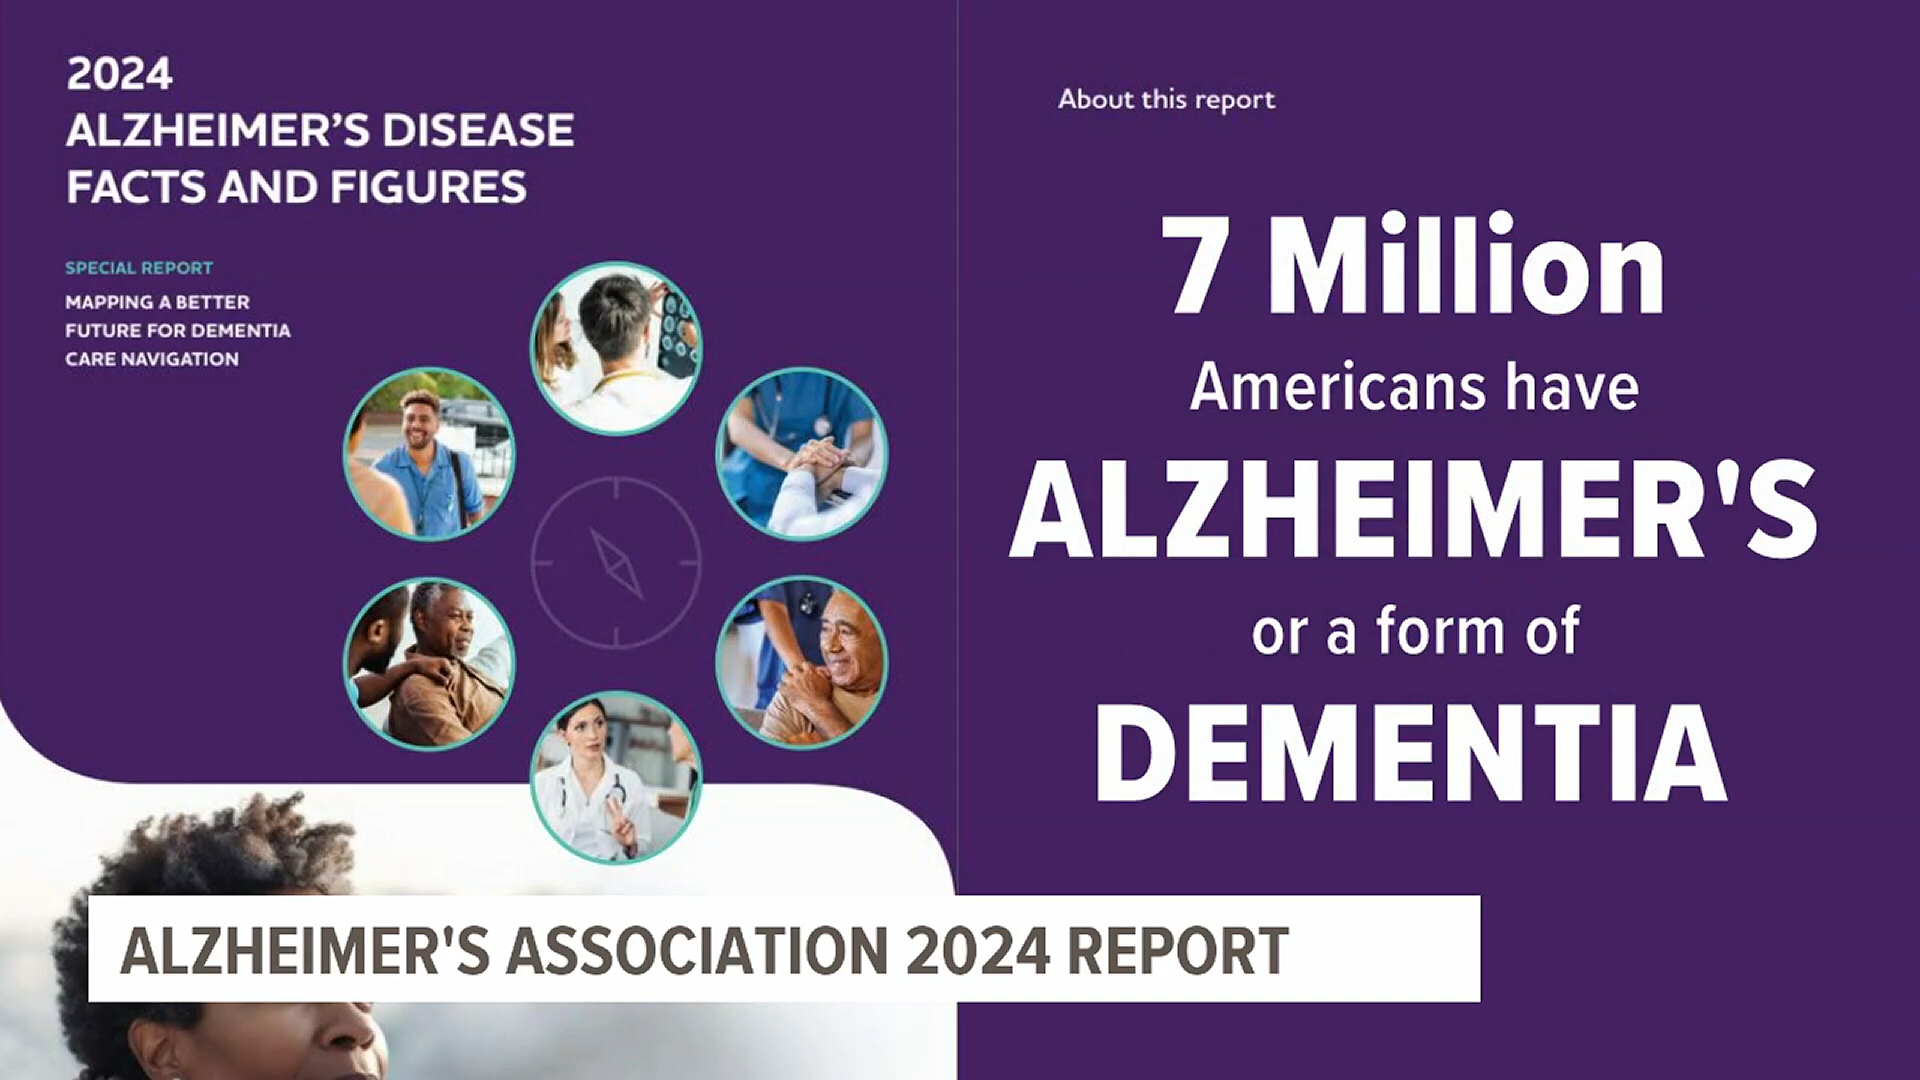 2024
ALZHEIMER’S DISEASE
FACTS AND FIGURES
SPECIAL REPORT
MAPPING A BETTER
FUTURE FOR DEMENTIA
CARE NAVIGATION
About this report
7 Million
Americans have
ALZHEIMER'S
or a form of
DEMENTIA
ALZHEIMER'S ASSOCIATION 2024 REPORT